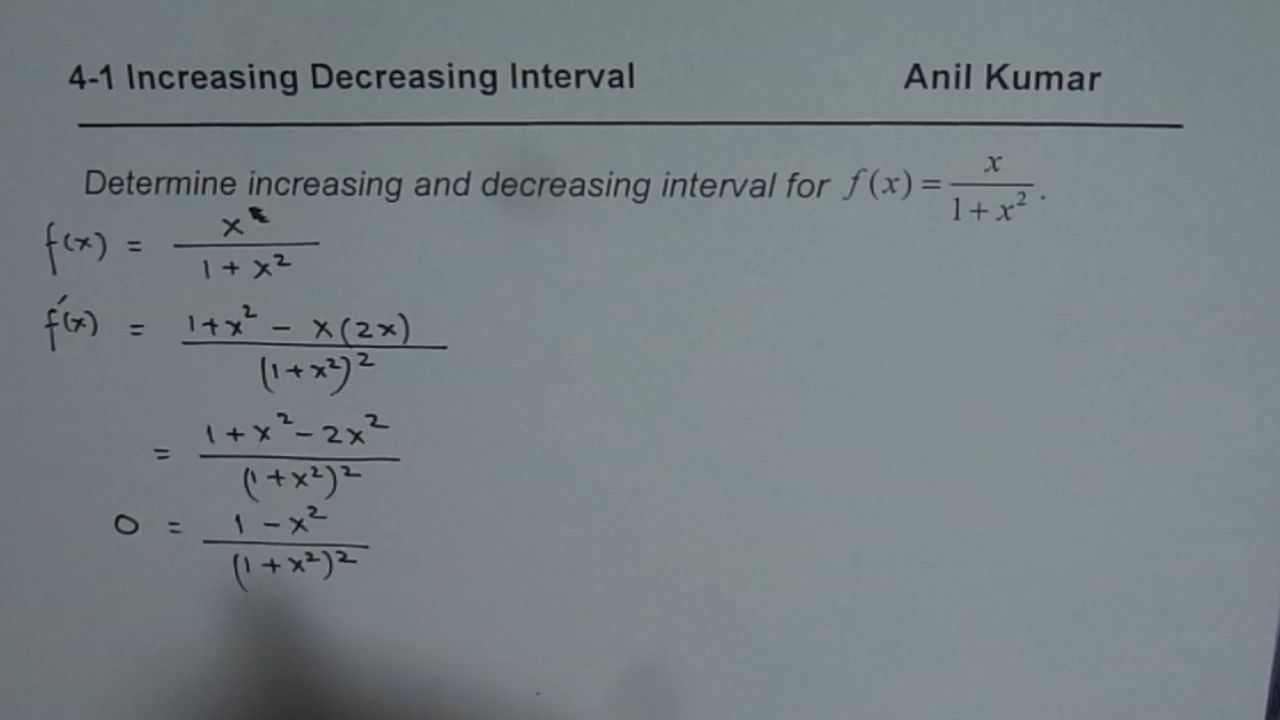 4-1 Increasing Decreasing Interval Anil Kumar
Determine increasing and decreasing interval for f(x) = x / (1 + x²).
f(x) = x / (1 + x²)
f′(x) = (1 + x² − x(2x)) / (1 + x²)²
= (1 + x² − 2x²) / (1 + x²)²
0 = (1 − x²) / (1 + x²)²